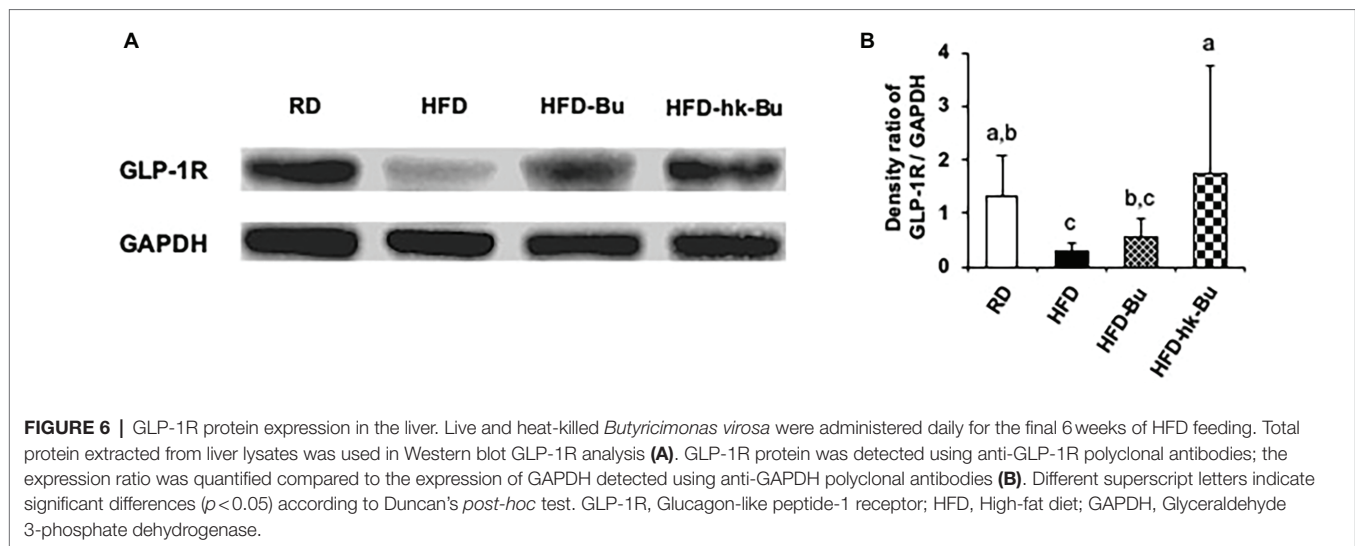 A
RD HFD HFD-Bu HFD-hk-Bu
GLP-1R
GAPDH
B
Density ratio of
GLP-1R/ GAPDH
4
3
2
1
0
a,b
c
b,c
a
RD
HFD
HFD-Bu
HFD-hk-Bu
FIGURE 6 | GLP-1R protein expression in the liver. Live and heat-killed Butyricimonas virosa were administered daily for the final 6 weeks of HFD feeding. Total
protein extracted from liver lysates was used in Western blot GLP-1R analysis (A). GLP-1R protein was detected using anti-GLP-1R polyclonal antibodies; the
expression ratio was quantified compared to the expression of GAPDH detected using anti-GAPDH polyclonal antibodies (B). Different superscript letters indicate
significant differences (p < 0.05) according to Duncan's post-hoc test. GLP-1R, Glucagon-like peptide-1 receptor; HFD, High-fat diet; GAPDH, Glyceraldehyde
3-phosphate dehydrogenase.